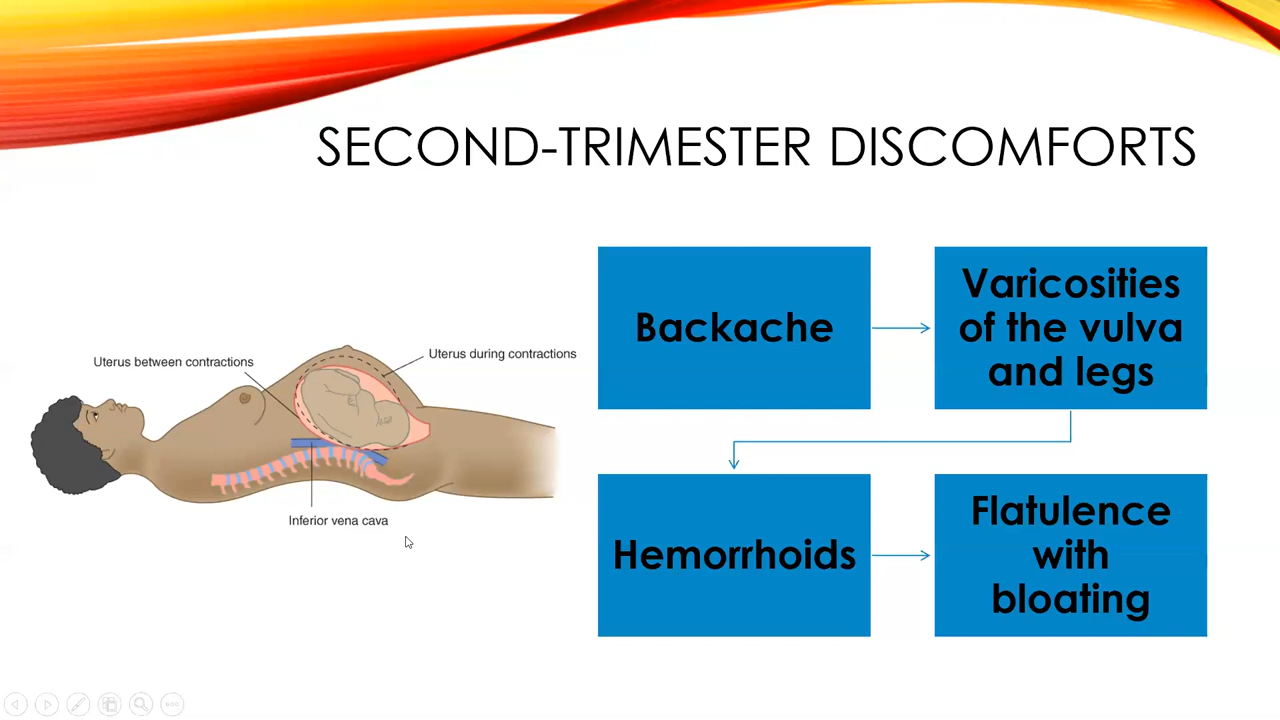 SECOND-TRIMESTER DISCOMFORTS
Uterus between contractions
Uterus during contractions
Inferior vena cava
Backache
Varicosities
of the vulva
and legs
Hemorrhoids
Flatulence
with
bloating